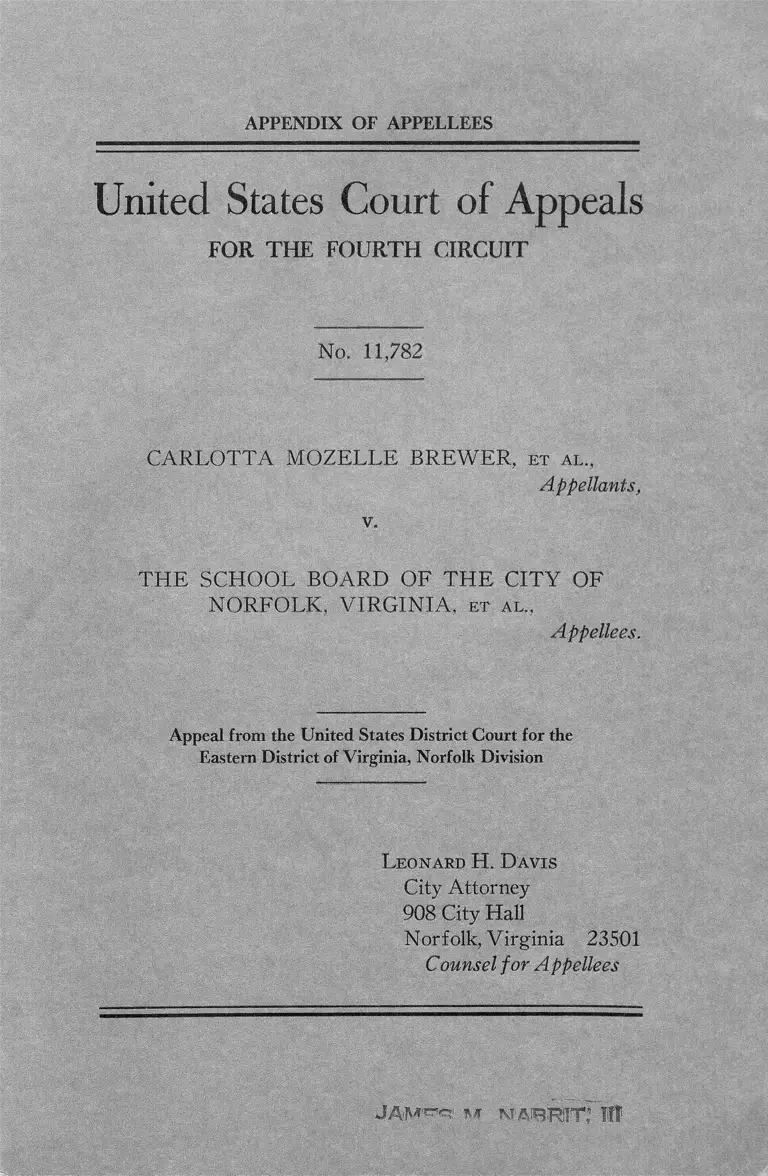 APPENDIX OF APPELLEES
United States Court of Appeals
FOR THE FOURTH CIRCUIT
No. 11,782
CARLOTTA MOZELLE BREWER, ET AL.,
Appellants,
v.
THE SCHOOL BOARD OF THE CITY OF
NORFOLK, VIRGINIA, ET AL.,
Appellees.
Appeal from the United States District Court for the
Eastern District of Virginia, Norfolk Division
LEONARD H. DAVIS
City Attorney
908 City Hall
Norfolk, Virginia 23501
Counsel for Appellees
JAMES M. NABRIT, III